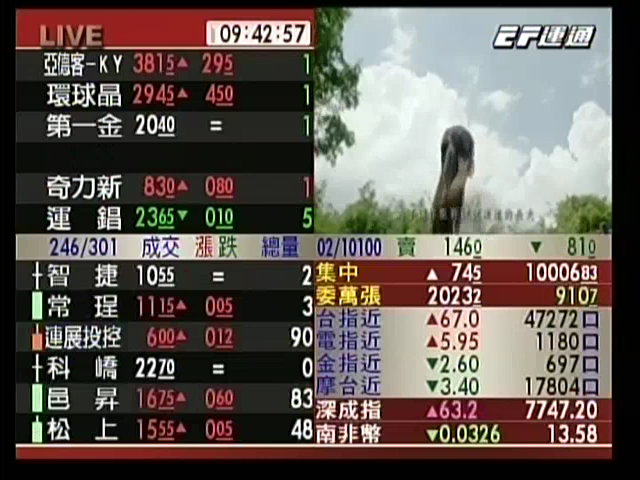 LIVE
09:42:57
亞德客-KY 3815▲ 295 1
環球晶 2945▲ 450 1
第一金 2040 = 1
奇力新 830▲ 080 1
運錩 2365▼ 010 5
246/301 成交 漲跌 總量
智捷 1055 = 2
常珵 1115▲ 005 3
連展投控 600▲ 012 90
科嶠 2270 = 0
邑昇 1675▲ 060 83
松上 1555▲ 005 48
運通
02/10100 賣 1460 ▼ 810
集中 ▲ 745 1000683
委萬張 20232 9107
台指近 ▲67.0 47272口
電指近 ▲5.95 1180口
金指近 ▼2.60 697口
摩台近 ▼3.40 17804口
深成指 ▲63.2 7747.20
南非幣 ▼0.0326 13.58